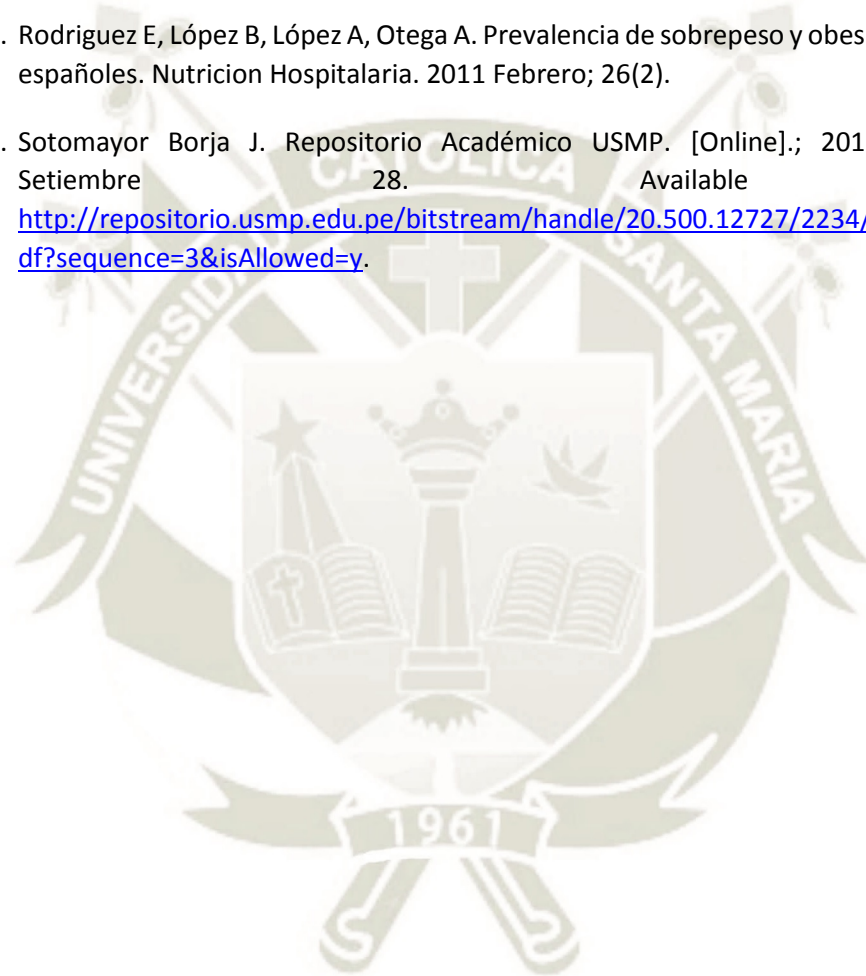 . Rodriguez E, López B, López A, Otega A. Prevalencia de sobrepeso y obes
españoles. Nutricion Hospitalaria. 2011 Febrero; 26(2).
. Sotomayor Borja J. Repositorio Académico USMP. [Online].; 201
Setiembre 28. Available
http://repositorio.usmp.edu.pe/bitstream/handle/20.500.12727/2234/
df?sequence=3&isAllowed=y.
UNIVERSIDAD CATOLICA SANTA MARIA
1961